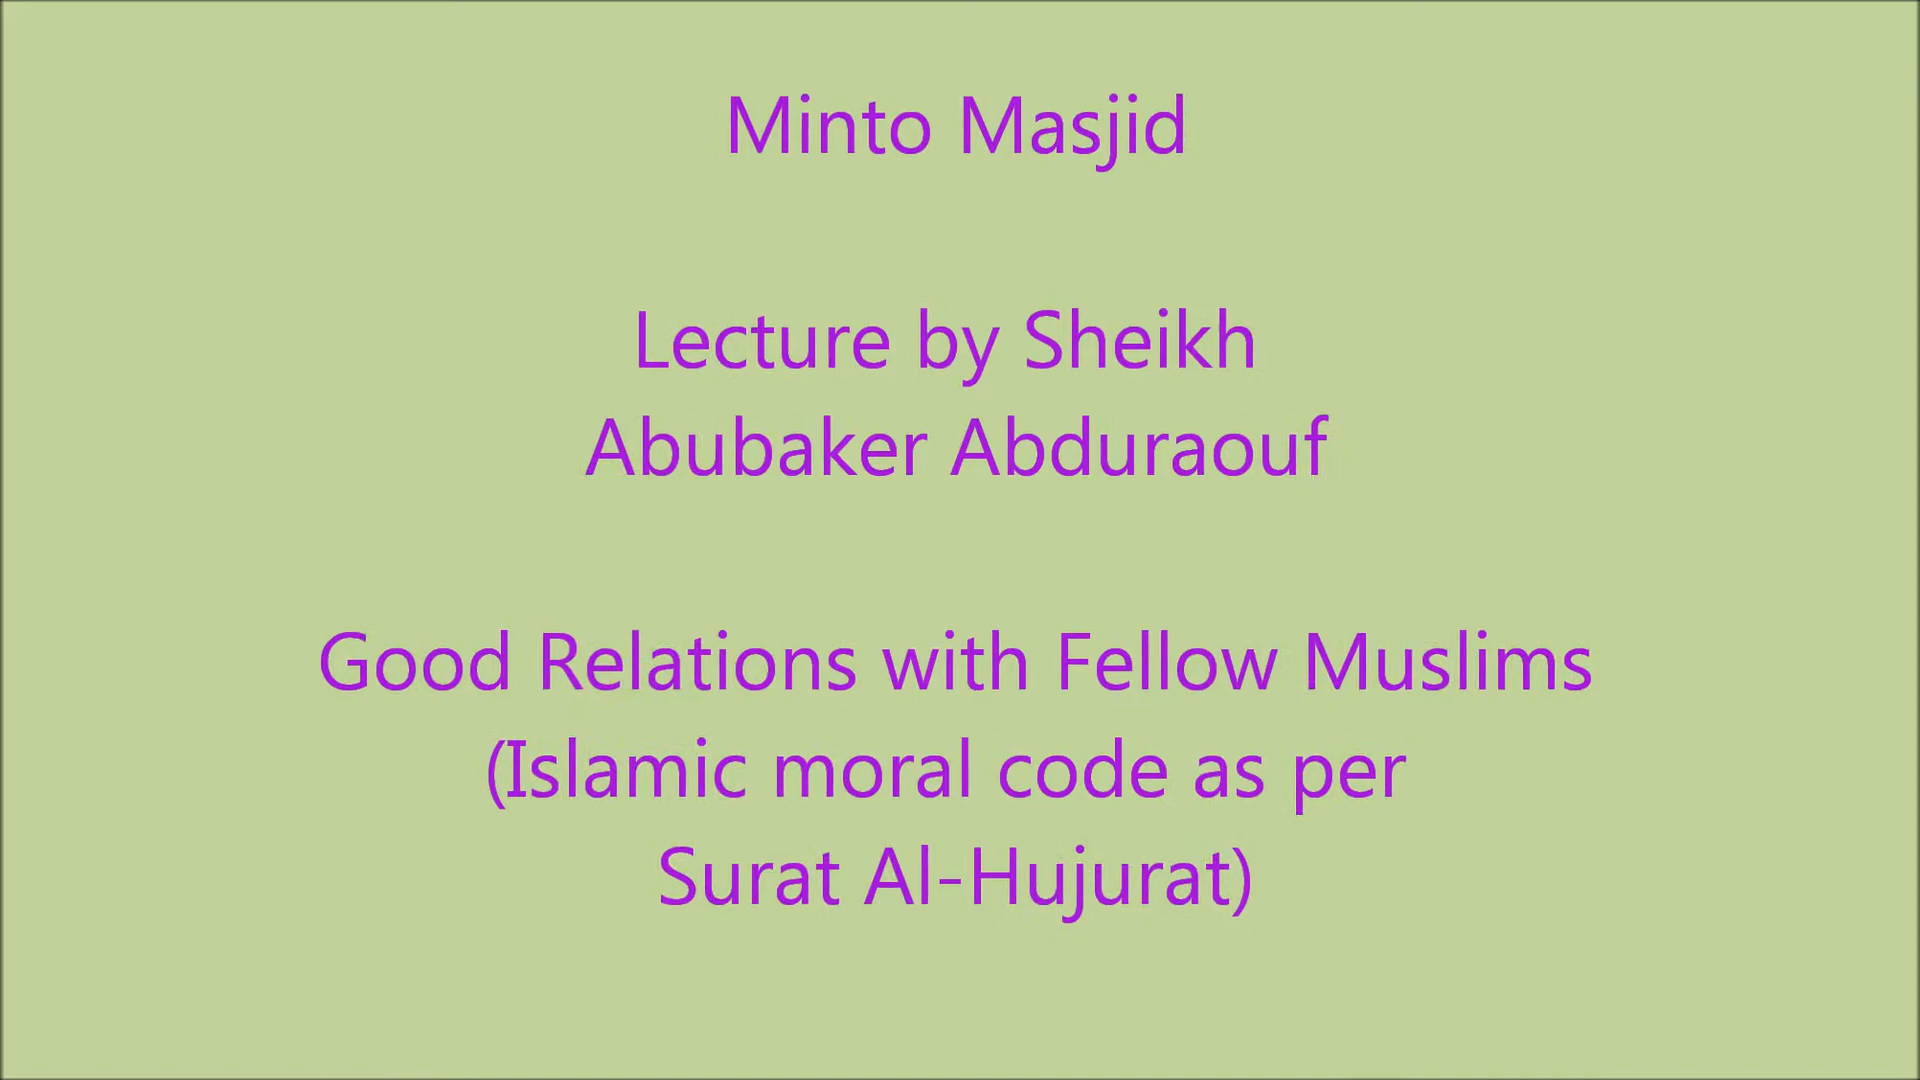 Minto Masjid
Lecture by Sheikh
Abubaker Abduraouf
Good Relations with Fellow Muslims
(Islamic moral code as per
Surat Al-Hujurat)